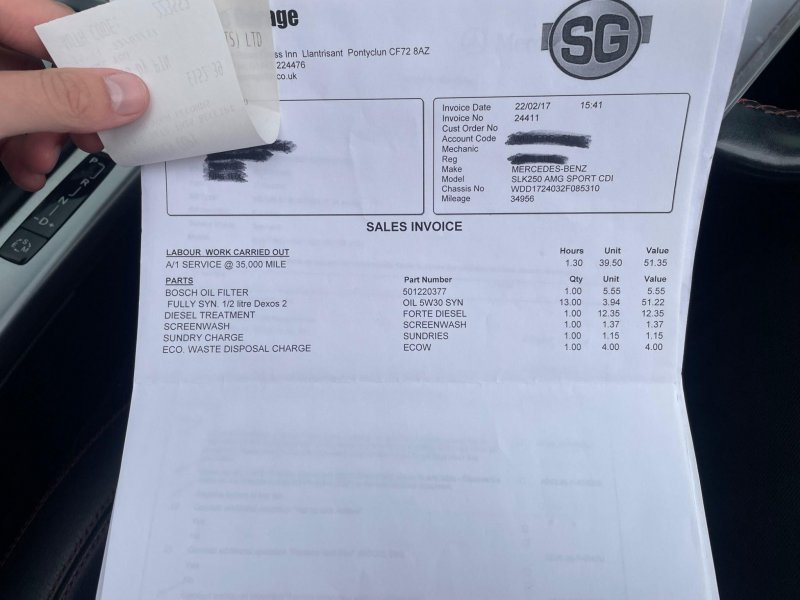 age
TS) LTD
ss Inn Llantrisant Pontyclun CF72 8AZ
224476
co.uk
SG
Invoice Date 22/02/17 15:41
Invoice No 24411
Cust Order No
Account Code
Mechanic
Reg
Make MERCEDES-BENZ
Model SLK250 AMG SPORT CDI
Chassis No WDD1724032F085310
Mileage 34956
SALES INVOICE
LABOUR WORK CARRIED OUT Hours Unit Value
A/1 SERVICE @ 35,000 MILE 1.30 39.50 51.35
PARTS Part Number Qty Unit Value
BOSCH OIL FILTER 501220377 1.00 5.55 5.55
FULLY SYN. 1/2 litre Dexos 2 OIL 5W30 SYN 13.00 3.94 51.22
DIESEL TREATMENT FORTE DIESEL 1.00 12.35 12.35
SCREENWASH SCREENWASH 1.00 1.37 1.37
SUNDRY CHARGE SUNDRIES 1.00 1.15 1.15
ECO. WASTE DISPOSAL CHARGE ECOW 1.00 4.00 4.00
P
R
N
D+
E
S
M